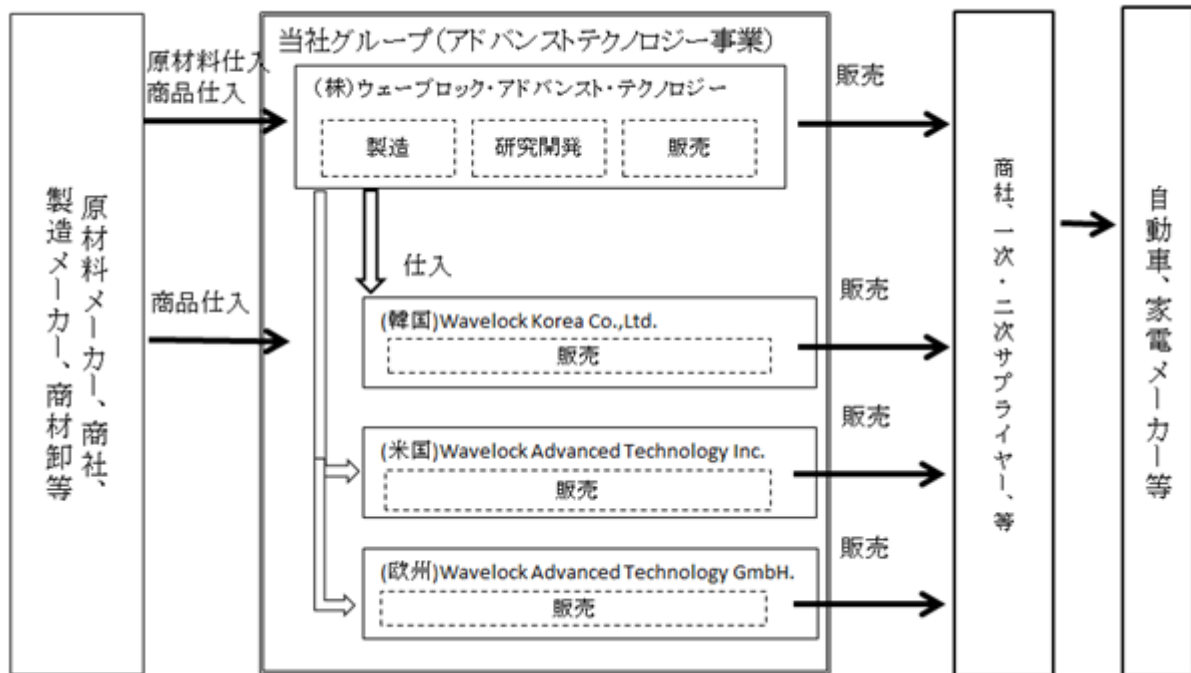 原材料メーカー、商社、
製造メーカー、商材卸等
原材料仕入
商品仕入
商品仕入
当社グループ(アドバンストテクノロジー事業)
(株)ウェーブロック・アドバンスト・テクノロジー
製造
研究開発
販売
仕入
(韓国)Wavelock Korea Co.,Ltd.
販売
(米国)Wavelock Advanced Technology Inc.
販売
(欧州)Wavelock Advanced Technology GmbH.
販売
販売
販売
販売
販売
商社、一次・二次サプライヤー、等
自動車、家電メーカー等